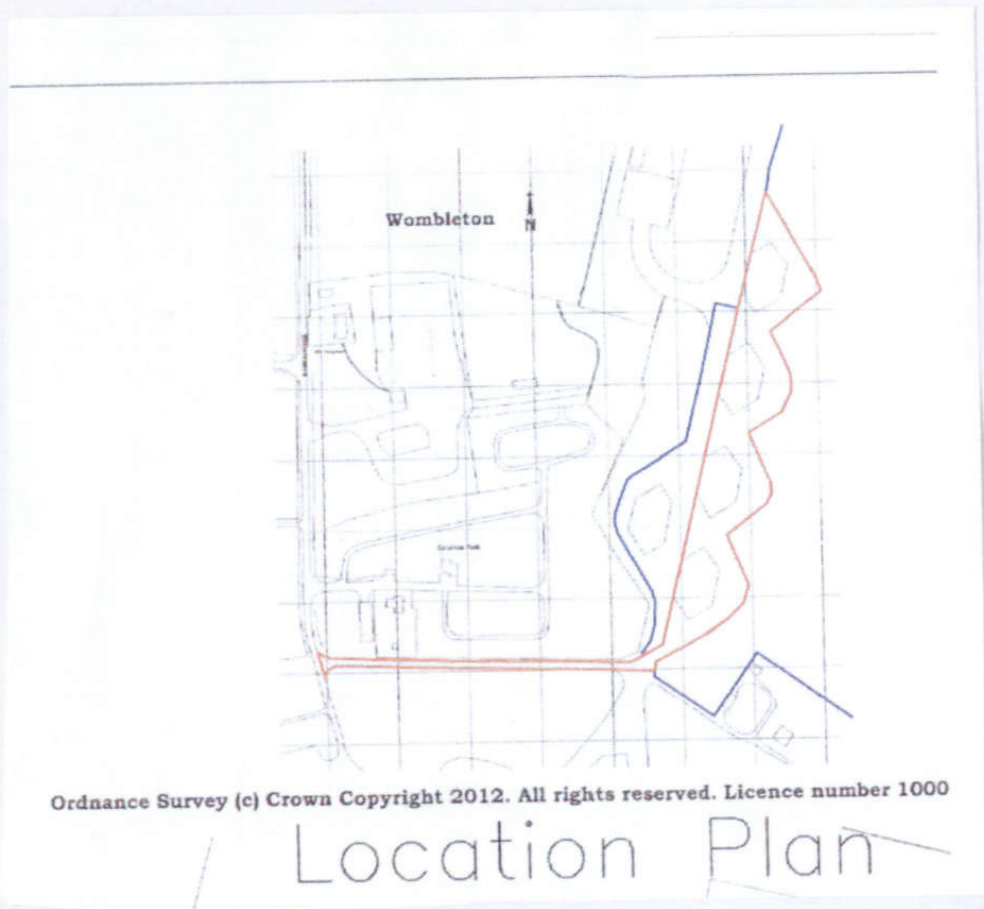 Wombleton
N
Ordnance Survey (c) Crown Copyright 2012. All rights reserved. Licence number 1000
Location Plan